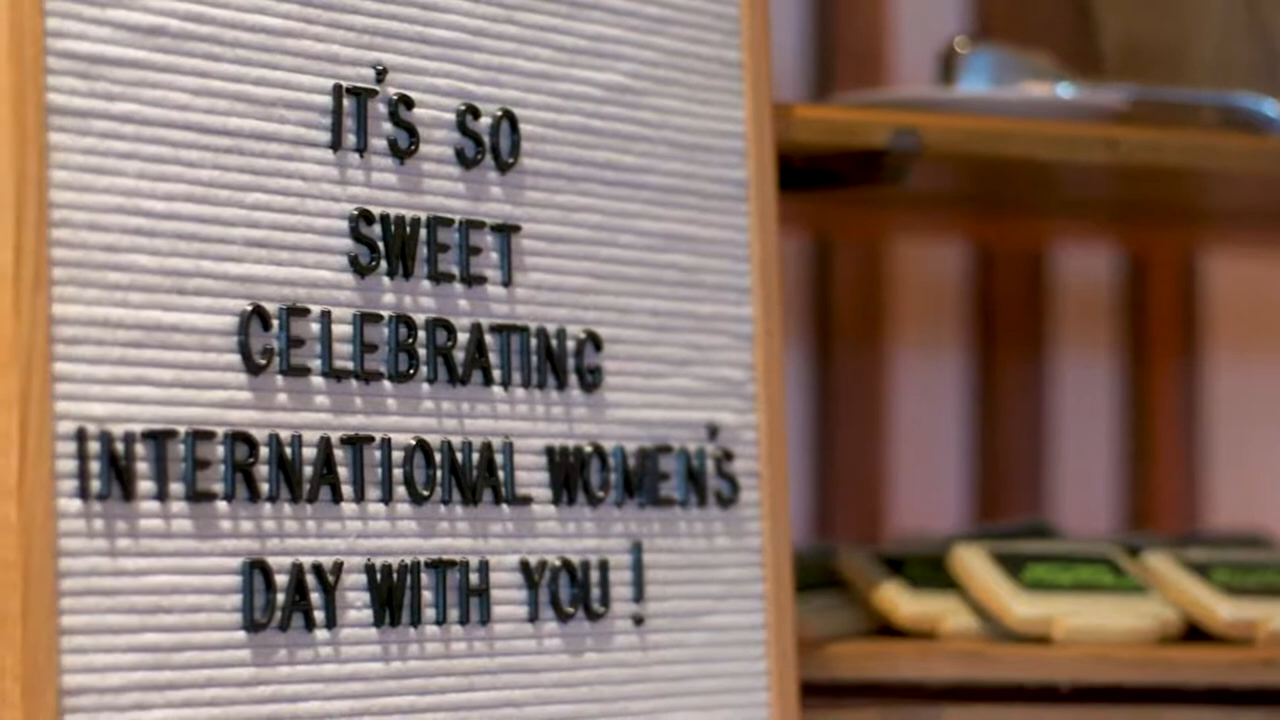 IT'S SO
SWEET
CELEBRATING
INTERNATIONAL WOMEN'S
DAY WITH YOU!